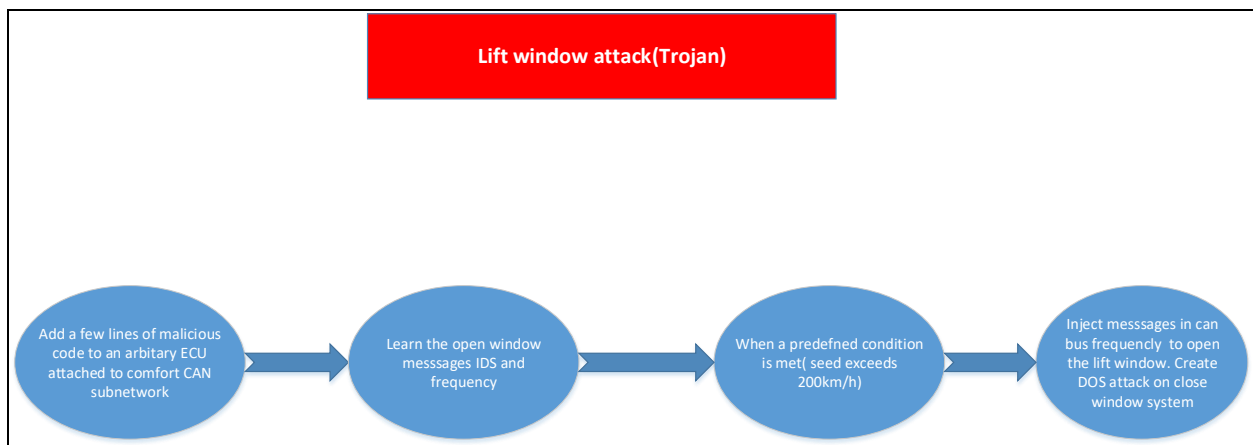 Lift window attack(Trojan)
Add a few lines of malicious
code to an arbitary ECU
attached to comfort CAN
subnetwork
Learn the open window
messsages IDS and
frequency
When a predefned condition
is met( seed exceeds
200km/h)
Inject messsages in can
bus frequencly to open
the lift window. Create
DOS attack on close
window system